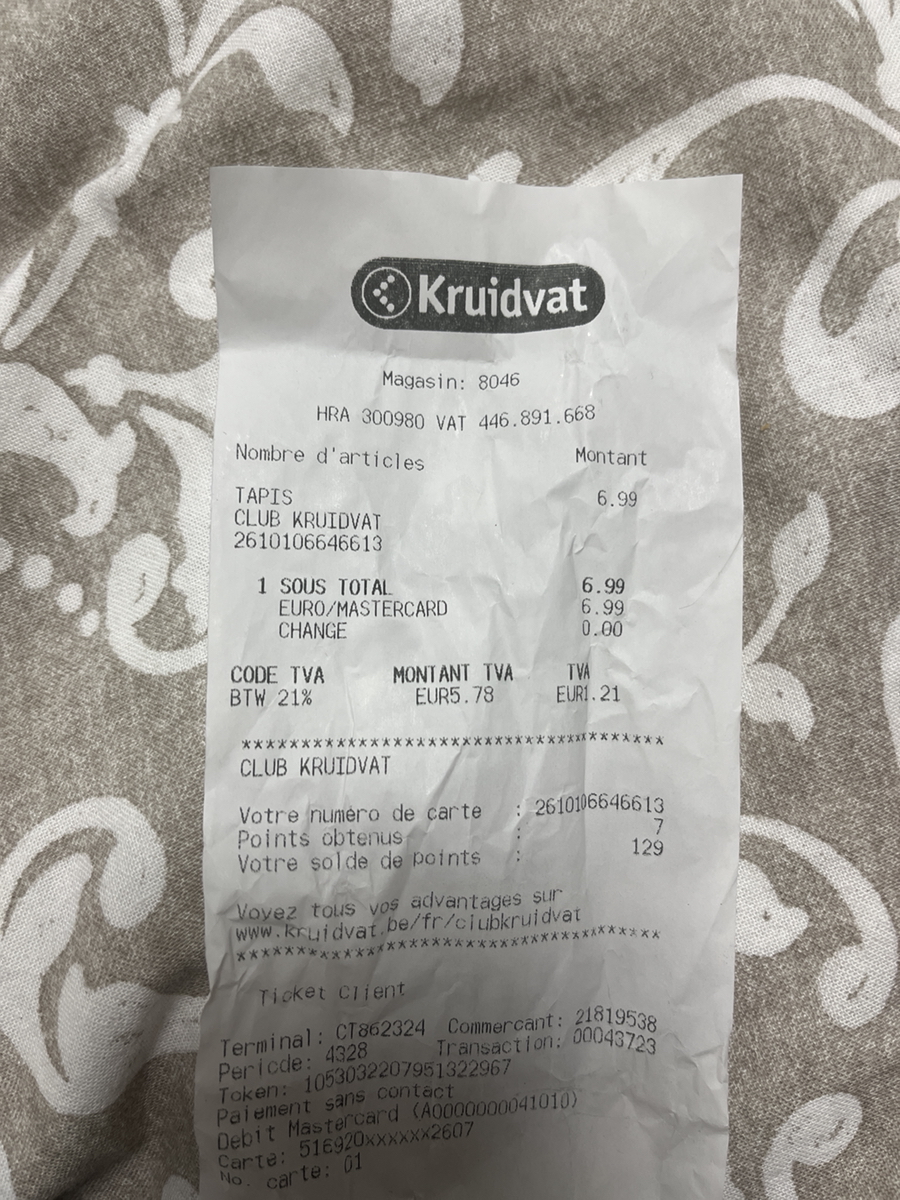 Kruidvat
Magasin: 8046
HRA 300980 VAT 446.891.668
Nombre d'articles Montant
TAPIS 6.99
CLUB KRUIDVAT
2610106646613
1 SOUS TOTAL 6.99
EURO/MASTERCARD 6.99
CHANGE 0.00
CODE TVA MONTANT TVA TVA
BTW 21% EUR5.78 EUR1.21
************************************
CLUB KRUIDVAT
Votre numéro de carte : 2610106646613
Points obtenus : 7
Votre solde de points : 129
Voyez tous vos advantages sur
www.kruidvat.be/fr/clubkruidvat
************************************
Ticket Client
Terminal: CT862324 Commercant: 21819538
Periode: 4328 Transaction: 00043723
Token: 1053032207951322967
Paiement sans contact
Debit Mastercard (A0000000041010)
Carte: 516920xxxxxx2607
No. carte: 01